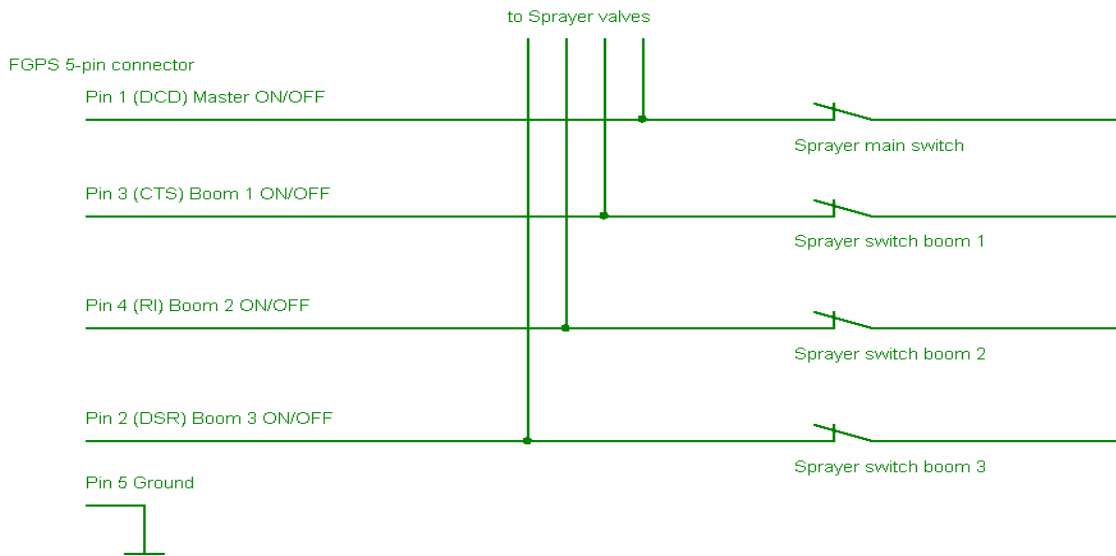 to Sprayer valves
FGPS 5-pin connector
Pin 1 (DCD) Master ON/OFF
Sprayer main switch
Pin 3 (CTS) Boom 1 ON/OFF
Sprayer switch boom 1
Pin 4 (RI) Boom 2 ON/OFF
Sprayer switch boom 2
Pin 2 (DSR) Boom 3 ON/OFF
Sprayer switch boom 3
Pin 5 Ground